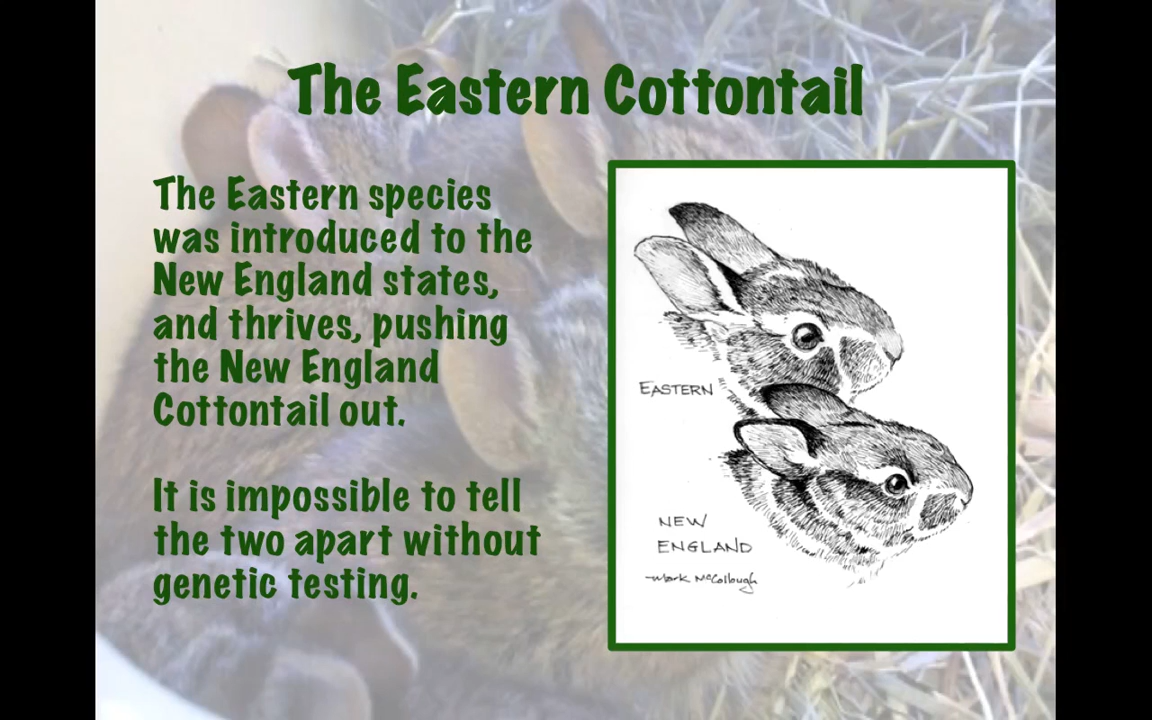 The Eastern Cottontail
The Eastern species
was introduced to the
New England states,
and thrives, pushing
the New England
Cottontail out.
It is impossible to tell
the two apart without
genetic testing.
EASTERN
NEW
ENGLAND
Mark McCollough